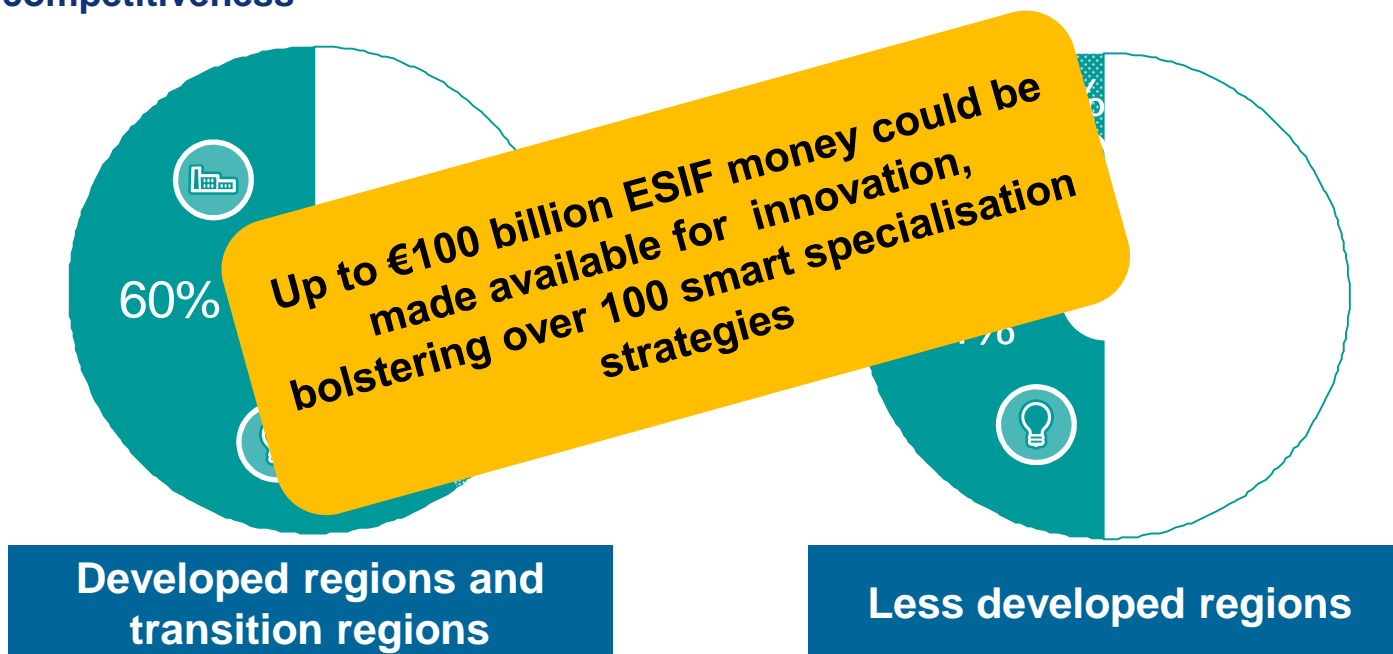 competitiveness
60%
Up to €100 billion ESIF money could be
made available for  innovation,
bolstering over 100 smart specialisation
strategies
%
%
Developed regions and
transition regions
Less developed regions